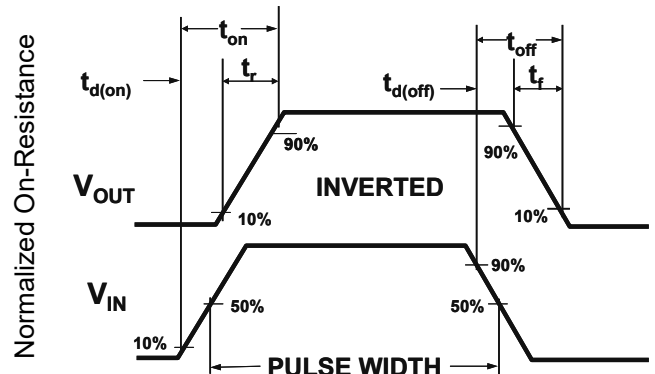 Normalized On-Resistance
t_on
t_off
t_d(on)
t_r
t_d(off)
t_f
90%
90%
V_OUT
INVERTED
10%
10%
90%
V_IN
50%
50%
10%
PULSE WIDTH